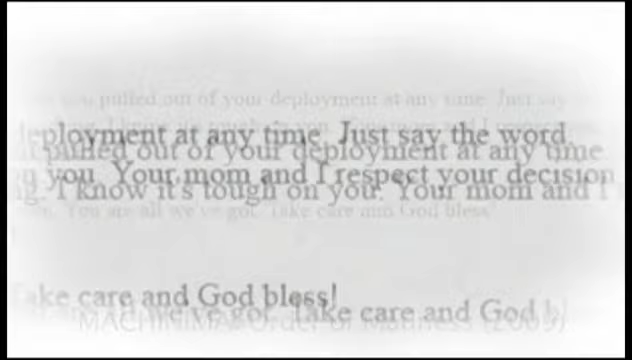 you pulled out of your deployment at any time. Just say
deployment at any time. Just say the word.
pulled out of your deployment at any time
on you. Your mom and I respect your decision
I know it's tough on you. Your mom and I
You are all we've got. Take care and God bless!
Take care and God bless!
are all we've got. Take care and God
MACHINIMA: Order of Madness (2009)